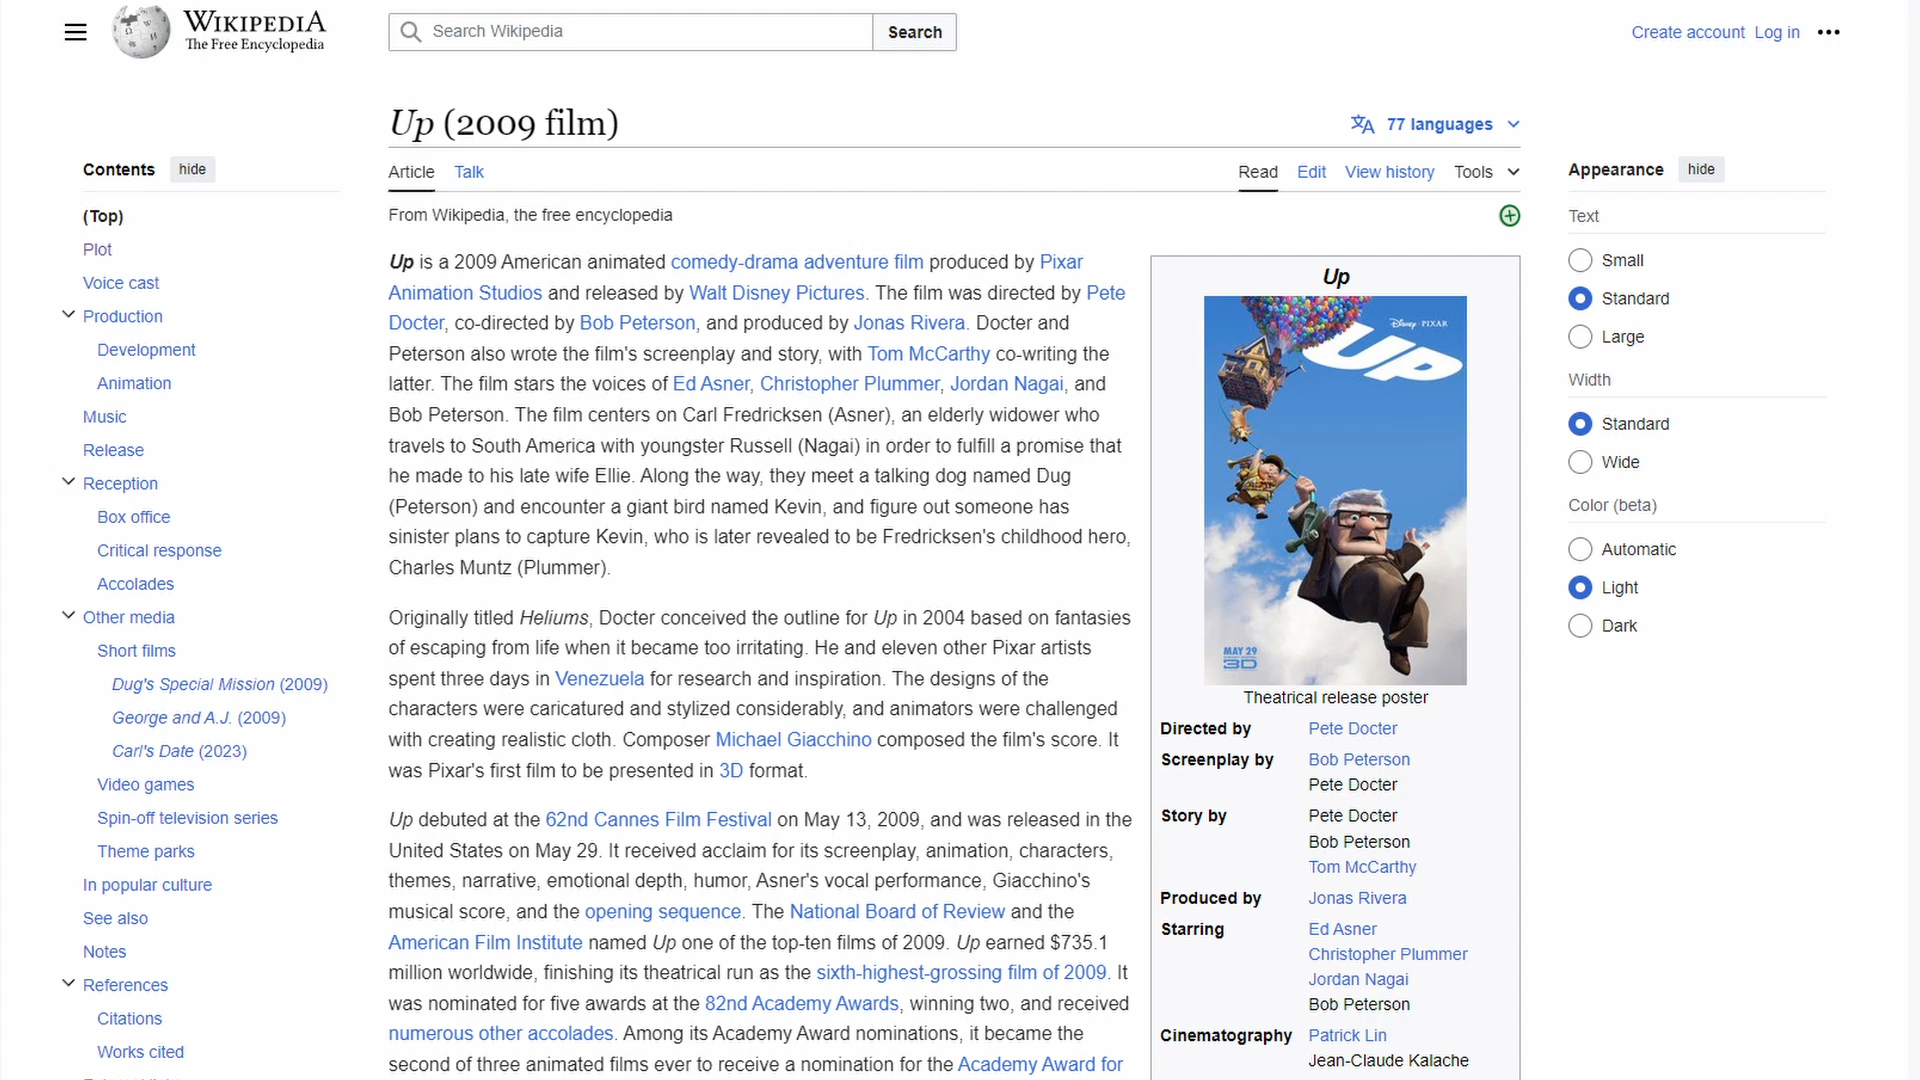 WIKIPEDIA
The Free Encyclopedia
Search Wikipedia
Search
Create account Log in
Up (2009 film)
77 languages
Contents hide
(Top)
Plot
Voice cast
Production
Development
Animation
Music
Release
Reception
Box office
Critical response
Accolades
Other media
Short films
Dug's Special Mission (2009)
George and A.J. (2009)
Carl's Date (2023)
Video games
Spin-off television series
Theme parks
In popular culture
See also
Notes
References
Citations
Works cited
Article Talk
Read Edit View history Tools
From Wikipedia, the free encyclopedia
Up is a 2009 American animated comedy-drama adventure film produced by Pixar
Animation Studios and released by Walt Disney Pictures. The film was directed by Pete
Docter, co-directed by Bob Peterson, and produced by Jonas Rivera. Docter and
Peterson also wrote the film's screenplay and story, with Tom McCarthy co-writing the
latter. The film stars the voices of Ed Asner, Christopher Plummer, Jordan Nagai, and
Bob Peterson. The film centers on Carl Fredricksen (Asner), an elderly widower who
travels to South America with youngster Russell (Nagai) in order to fulfill a promise that
he made to his late wife Ellie. Along the way, they meet a talking dog named Dug
(Peterson) and encounter a giant bird named Kevin, and figure out someone has
sinister plans to capture Kevin, who is later revealed to be Fredricksen's childhood hero,
Charles Muntz (Plummer).
Originally titled Heliums, Docter conceived the outline for Up in 2004 based on fantasies
of escaping from life when it became too irritating. He and eleven other Pixar artists
spent three days in Venezuela for research and inspiration. The designs of the
characters were caricatured and stylized considerably, and animators were challenged
with creating realistic cloth. Composer Michael Giacchino composed the film's score. It
was Pixar's first film to be presented in 3D format.
Up debuted at the 62nd Cannes Film Festival on May 13, 2009, and was released in the
United States on May 29. It received acclaim for its screenplay, animation, characters,
themes, narrative, emotional depth, humor, Asner's vocal performance, Giacchino's
musical score, and the opening sequence. The National Board of Review and the
American Film Institute named Up one of the top-ten films of 2009. Up earned $735.1
million worldwide, finishing its theatrical run as the sixth-highest-grossing film of 2009. It
was nominated for five awards at the 82nd Academy Awards, winning two, and received
numerous other accolades. Among its Academy Award nominations, it became the
second of three animated films ever to receive a nomination for the Academy Award for
Up
Disney PIXAR
UP
MAY 29
3D
Theatrical release poster
Directed by Pete Docter
Screenplay by Bob Peterson
Pete Docter
Story by Pete Docter
Bob Peterson
Tom McCarthy
Produced by Jonas Rivera
Starring Ed Asner
Christopher Plummer
Jordan Nagai
Bob Peterson
Cinematography Patrick Lin
Jean-Claude Kalache
Appearance hide
Text
Small
Standard
Large
Width
Standard
Wide
Color (beta)
Automatic
Light
Dark